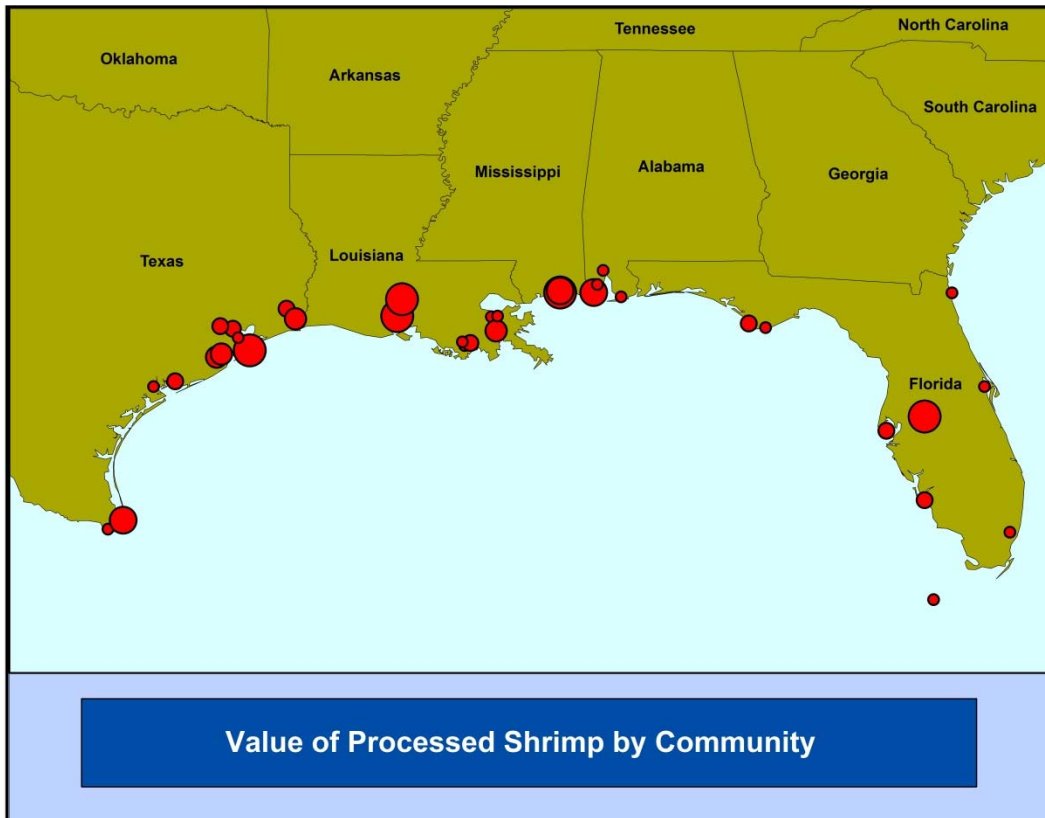 Tennessee
North Carolina
Oklahoma
Arkansas
South Carolina
Mississippi
Alabama
Georgia
Texas
Louisiana
Florida
Value of Processed Shrimp by Community